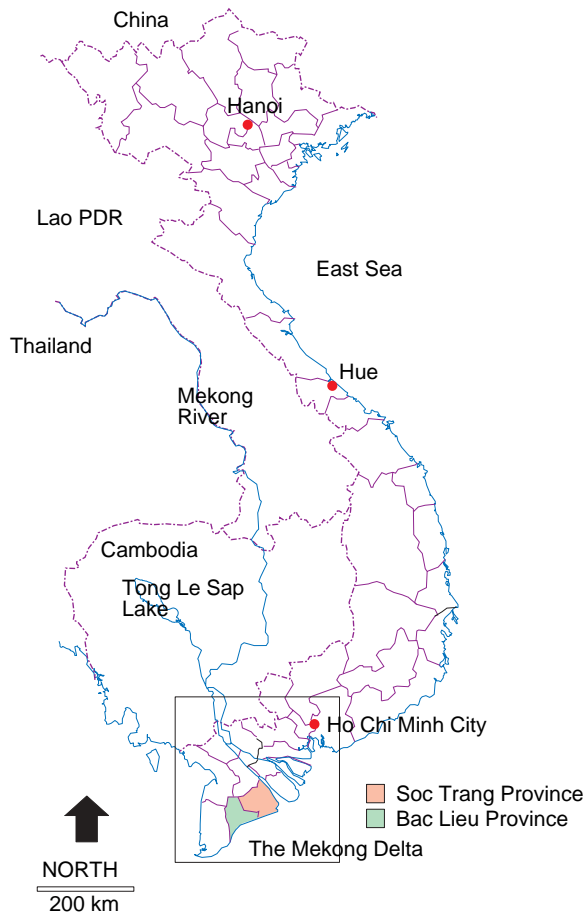 China
Hanoi
Lao PDR
East Sea
Thailand
Hue
Mekong
River
Cambodia
Tong Le Sap
Lake
Ho Chi Minh City
Soc Trang Province
Bac Lieu Province
The Mekong Delta
NORTH
200 km